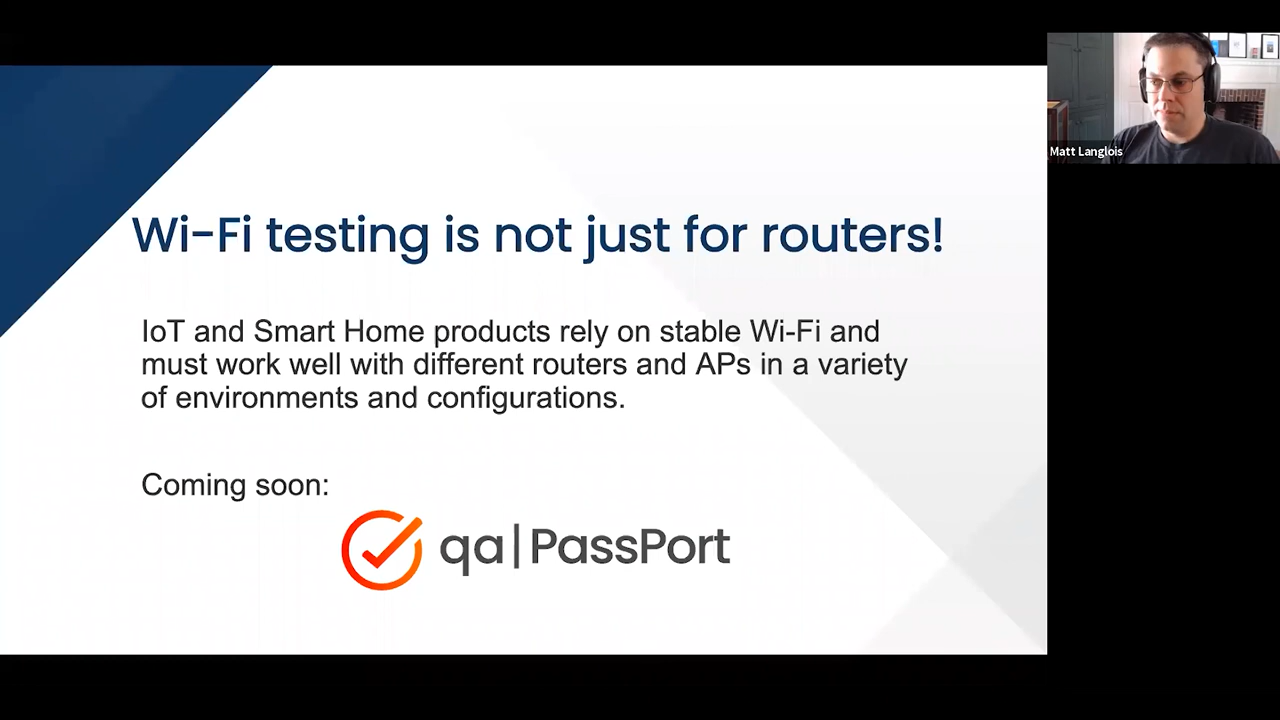 Wi-Fi testing is not just for routers!
IoT and Smart Home products rely on stable Wi-Fi and
must work well with different routers and APs in a variety
of environments and configurations.
Coming soon:
qa|PassPort
Matt Langlois